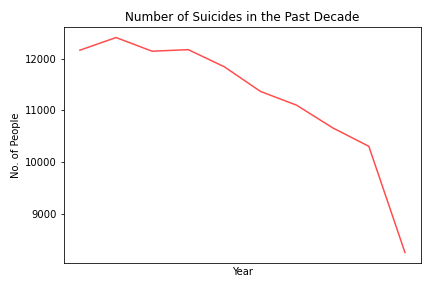 Number of Suicides in the Past Decade
12000
11000
10000
9000
No. of People
Year